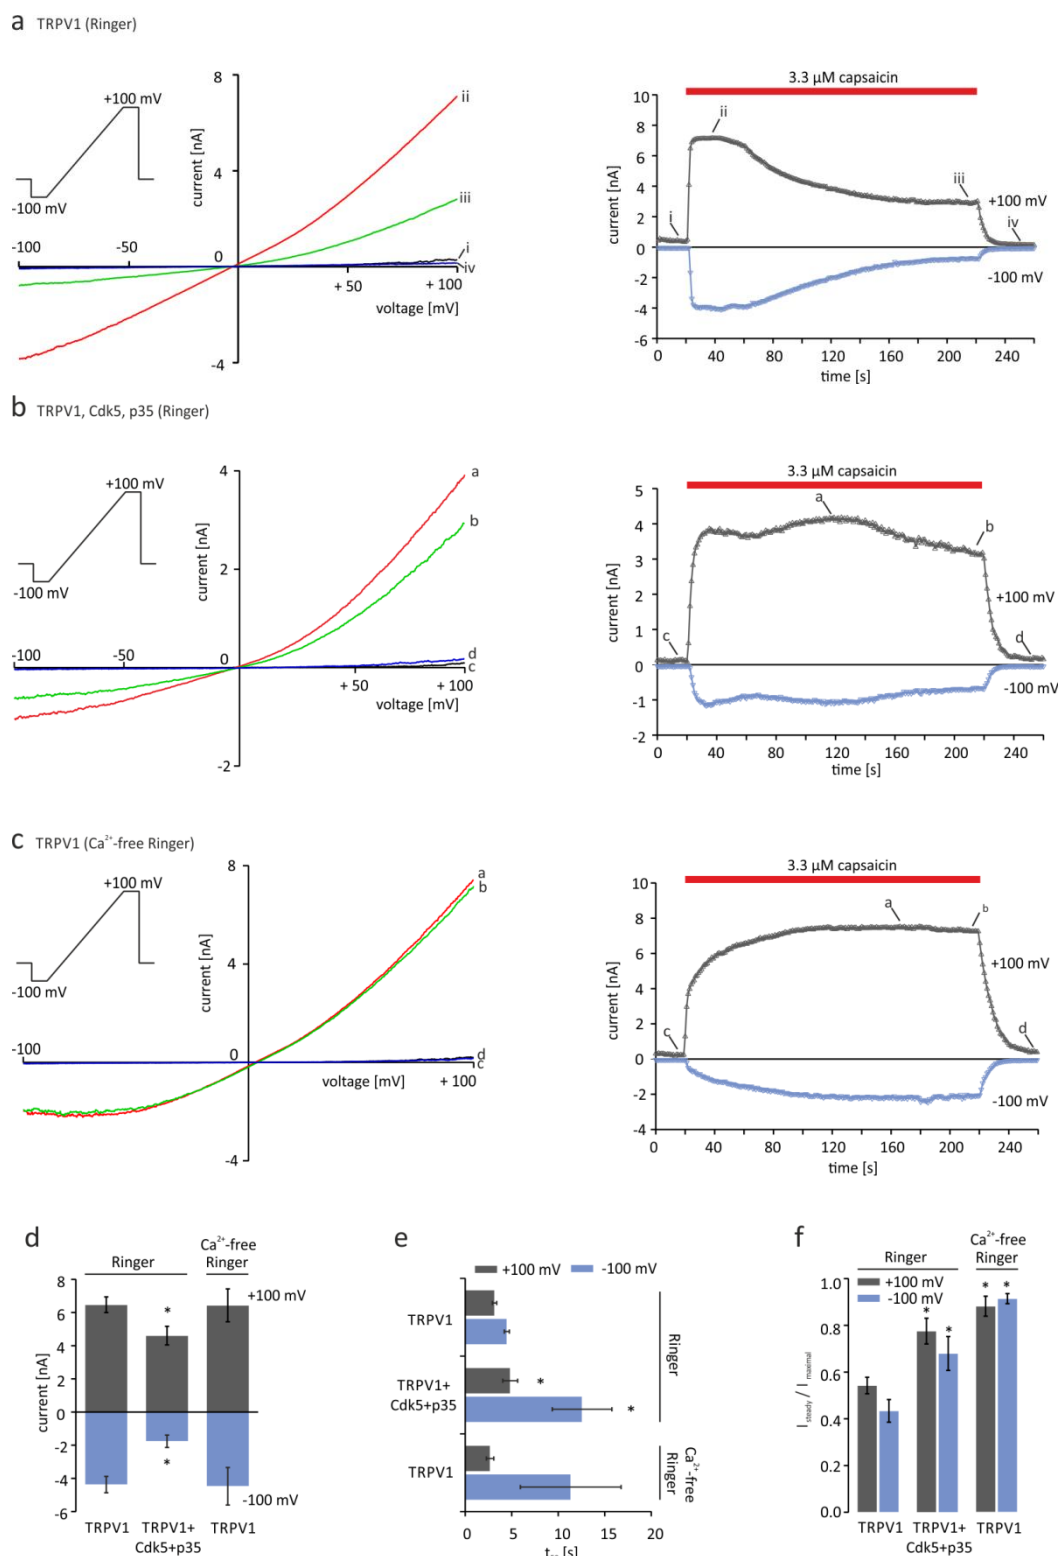 a TRPV1 (Ringer)
+100 mV
-100 mV
8
4
0
-4
current [nA]
-100
-50
+ 50
+ 100
voltage [mV]
ii
iii
i
iv
3.3 µM capsaicin
10
8
6
4
2
0
-2
-4
-6
current [nA]
i
ii
iii
iv
+100 mV
-100 mV
0 40 80 120 160 200 240
time [s]
b TRPV1, Cdk5, p35 (Ringer)
+100 mV
-100 mV
4
2
0
-2
current [nA]
-100
-50
+ 50
+ 100
voltage [mV]
a
b
d
c
3.3 µM capsaicin
5
4
3
2
1
0
-1
-2
current [nA]
c
a
b
d
+100 mV
-100 mV
0 40 80 120 160 200 240
time [s]
c TRPV1 (Ca²⁺-free Ringer)
+100 mV
-100 mV
8
4
0
-4
current [nA]
-100
voltage [mV]
+ 100
a
b
d
c
3.3 µM capsaicin
10
8
6
4
2
0
-2
-4
current [nA]
c
a
b
d
+100 mV
-100 mV
0 40 80 120 160 200 240
time [s]
d
Ringer
Ca²⁺-free
Ringer
8
6
4
2
0
-2
-4
-6
current [nA]
*
*
+100 mV
-100 mV
TRPV1
TRPV1+
Cdk5+p35
TRPV1
e
+100 mV
-100 mV
TRPV1
TRPV1+
Cdk5+p35
TRPV1
*
*
Ringer
Ca²⁺-free
Ringer
0 5 10 15 20
[s]
f
Ringer
Ca²⁺-free
Ringer
+100 mV
-100 mV
1.0
0.8
0.6
0.4
0.2
0.0
I steady / I maximal
* *
* *
TRPV1
TRPV1+
Cdk5+p35
TRPV1